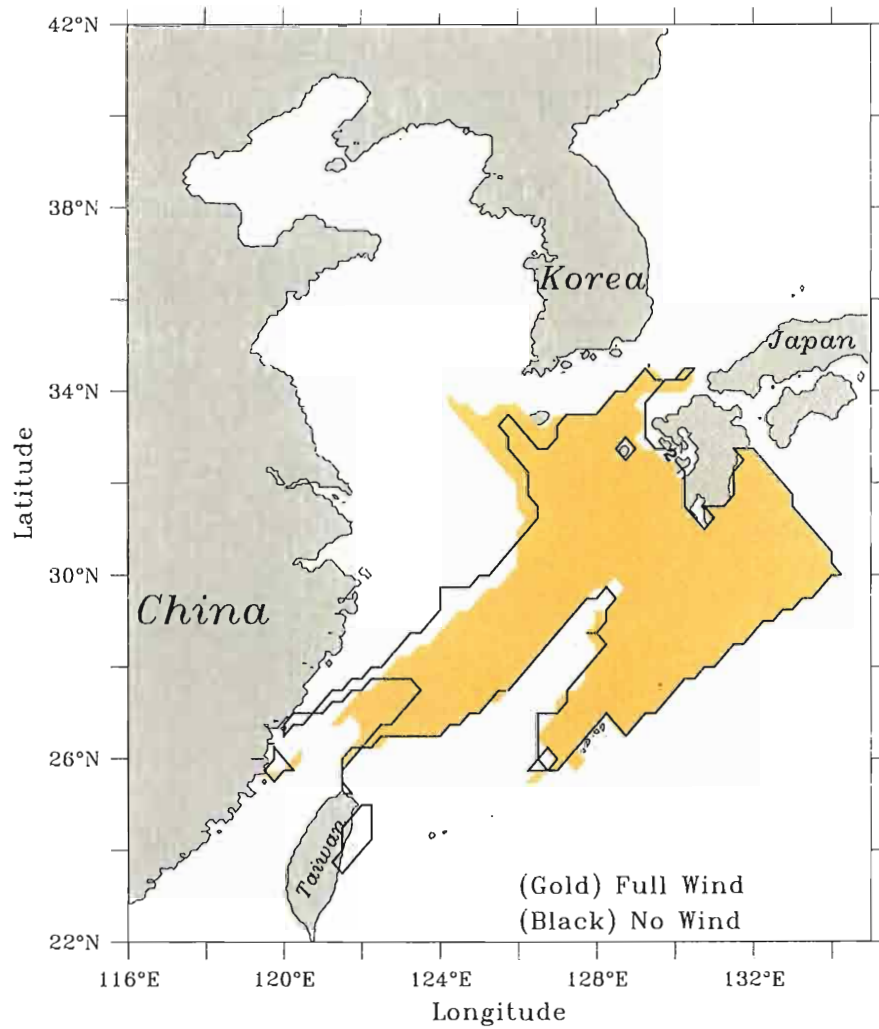 42°N
38°N
34°N
30°N
26°N
22°N
Latitude
Korea
Japan
China
Taiwan
(Gold) Full Wind
(Black) No Wind
116°E
120°E
124°E
128°E
132°E
Longitude